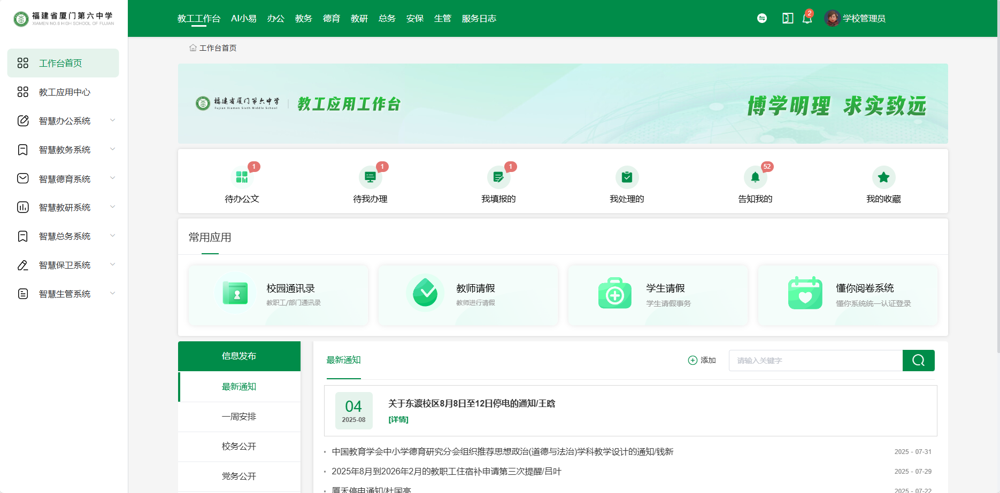 福建省厦门第六中学
XIAMEN NO.6 HIGH SCHOOL OF FUJIAN
教工工作台 AI小易 办公 教务 德育 教研 总务 安保 生管 服务日志
2
学校管理员
工作台首页
教工应用中心
智慧办公系统
智慧教务系统
智慧德育系统
智慧教研系统
智慧总务系统
智慧保卫系统
智慧生管系统
工作台首页
福建省厦门第六中学
Fujian Xiamen Sixth Middle School
教工应用工作台
博学明理 求实致远
1
待办公文
1
待我办理
1
我填报的
我处理的
52
告知我的
我的收藏
常用应用
校园通讯录
教职工/部门通讯录
教师请假
教师进行请假
学生请假
学生请假事务
懂你阅卷系统
懂你系统统一认证登录
信息发布
最新通知
一周安排
校务公开
党务公开
最新通知
添加
请输入关键字
04
2025-08
关于东渡校区8月8日至12日停电的通知/王晗
[详情]
中国教育学会中小学德育研究分会组织推荐思想政治(道德与法治)学科教学设计的通知/钱新
2025 - 07-31
2025年8月到2026年2月的教职工住宿补申请第三次提醒/吕叶
2025 - 07-29
厦禾停电通知/杜国亮
2025 - 07-22